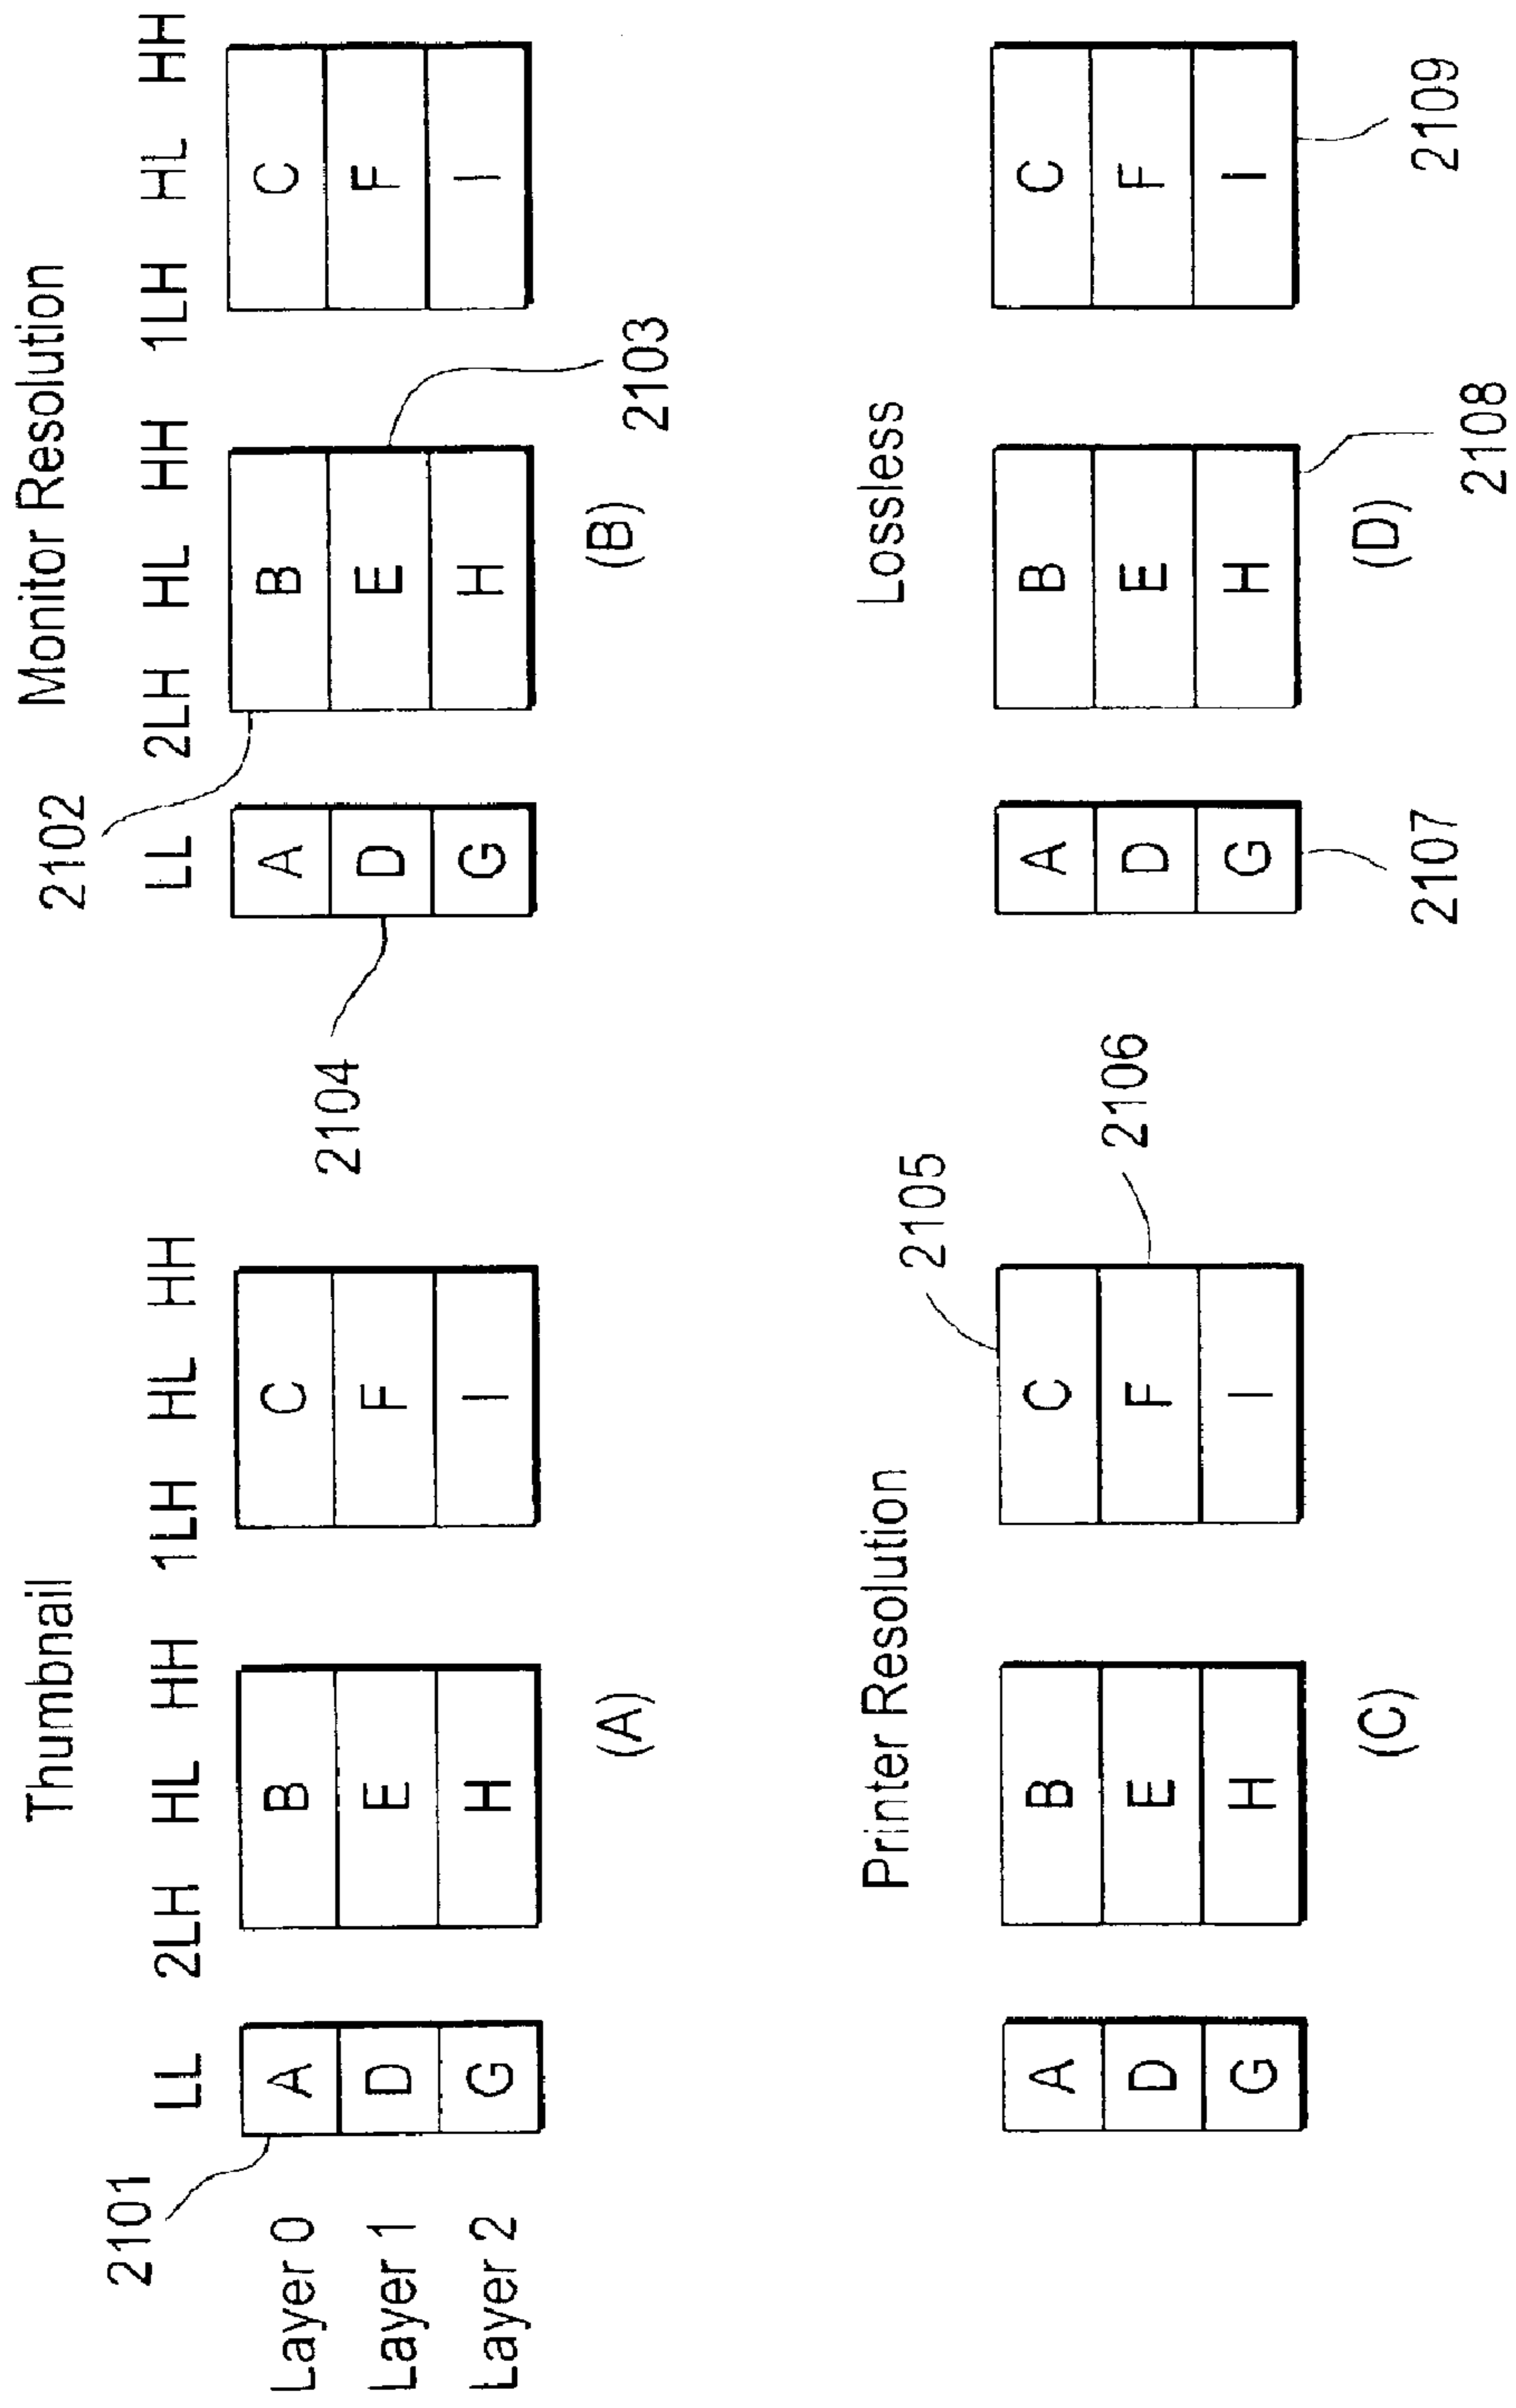 Thumbnail
LL 2LH HL HH 1LH HL HH
2101
Layer 0 A B C
Layer 1 D E F
Layer 2 G H I
(A)
Monitor Resolution
2102
LL 2LH HL HH 1LH HL HH
A B C
D E F
G H I
2104
2103
(B)
Printer Resolution
2105
A B C
D E F
G H I
2106
(C)
Lossless
A B C
D E F
G H I
2107
2108
2109
(D)